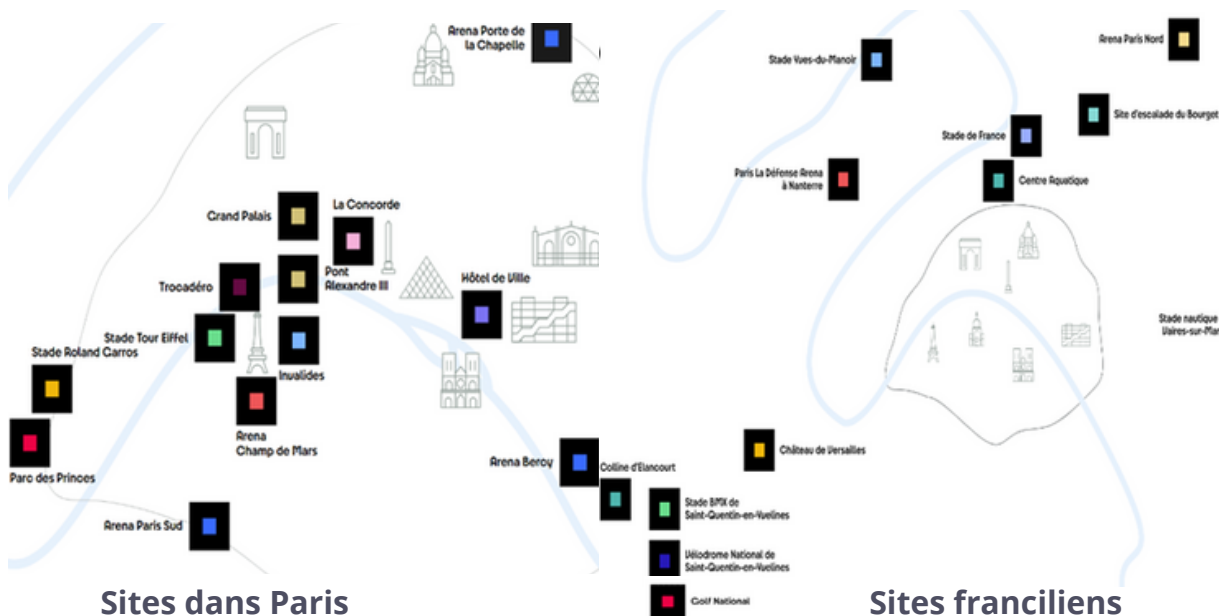 Arena Porte de
la Chapelle
Grand Palais
La Concorde
Trocadéro
Pont
Alexandre III
Hôtel de Ville
Stade Tour Eiffel
Stade Roland Garros
Invalides
Arena
Champ de Mars
Parc des Princes
Arena Bercy
Arena Paris Sud
Sites dans Paris
Stade Yves-du-Manoir
Arena Paris Nord
Site d'escalade du Bourget
Stade de France
Paris La Défense Arena
à Nanterre
Centre Aquatique
Stade nautique
Vaires-sur-Mar
Château de Versailles
Colline d'Élancourt
Stade BMX de
Saint-Quentin-en-Yvelines
Vélodrome National de
Saint-Quentin-en-Yvelines
Golf National
Sites franciliens